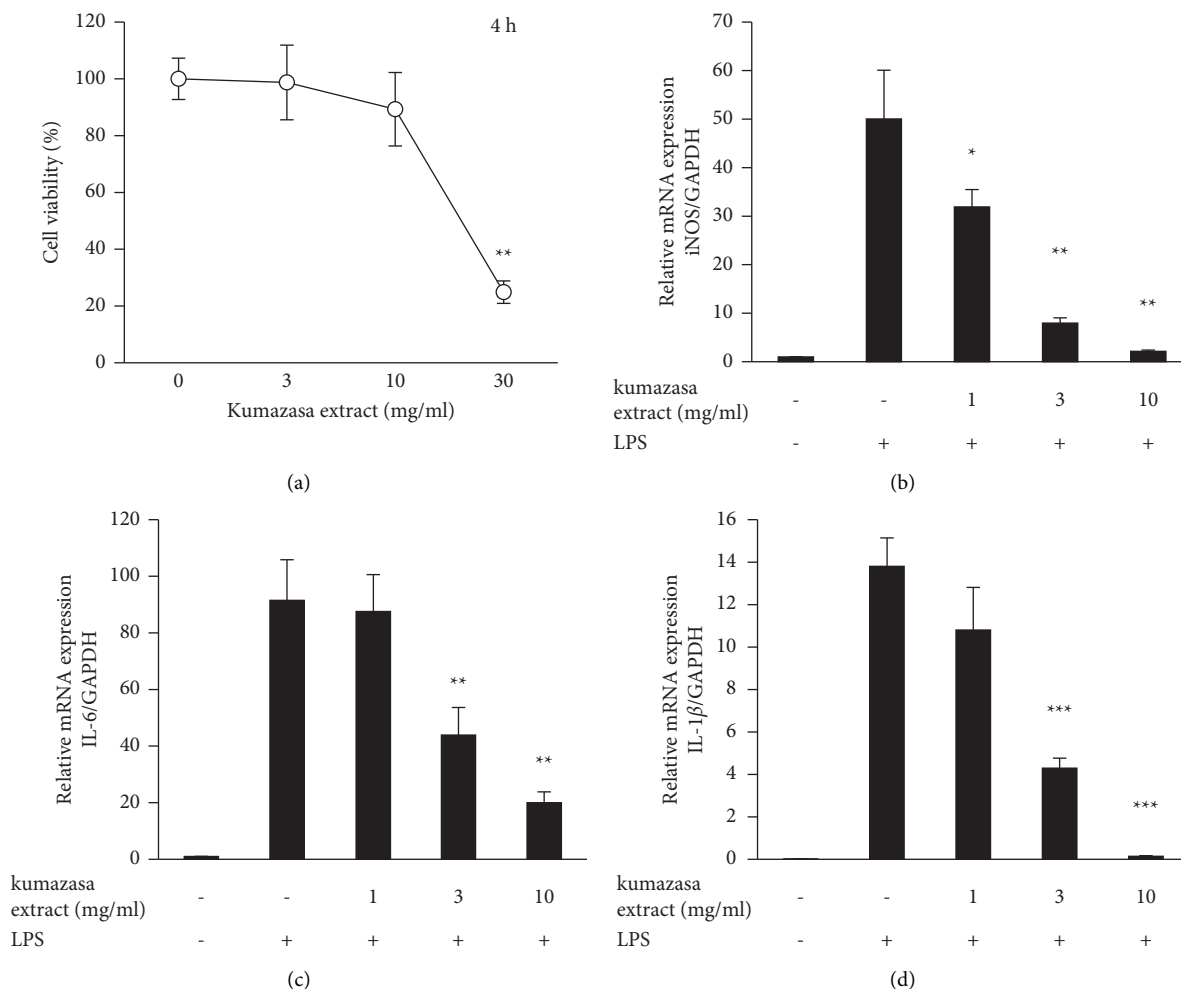 120
100
80
60
40
20
0
Cell viability (%)
4 h
**
0 3 10 30
Kumazasa extract (mg/ml)
(a)
70
60
50
40
30
20
10
0
Relative mRNA expression
iNOS/GAPDH
*
**
**
kumazasa
extract (mg/ml) - - 1 3 10
LPS - + + + +
(b)
120
100
80
60
40
20
0
Relative mRNA expression
IL-6/GAPDH
**
**
kumazasa
extract (mg/ml) - - 1 3 10
LPS - + + + +
(c)
16
14
12
10
8
6
4
2
0
Relative mRNA expression
IL-1β/GAPDH
***
***
kumazasa
extract (mg/ml) - - 1 3 10
LPS - + + + +
(d)